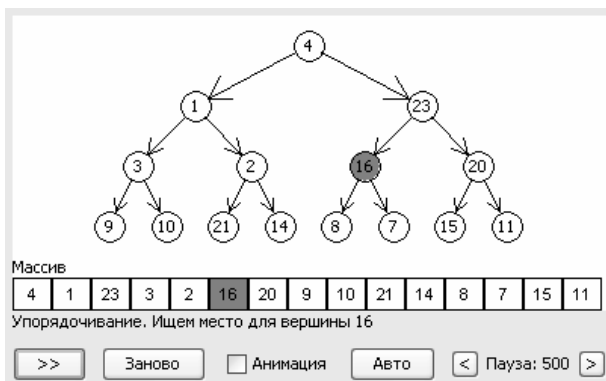 4
1 23
3 2 16 20
9 10 21 14 8 7 15 11
Массив
4 1 23 3 2 16 20 9 10 21 14 8 7 15 11
Упорядочивание. Ищем место для вершины 16
>> Заново Анимация Авто < Пауза: 500 >